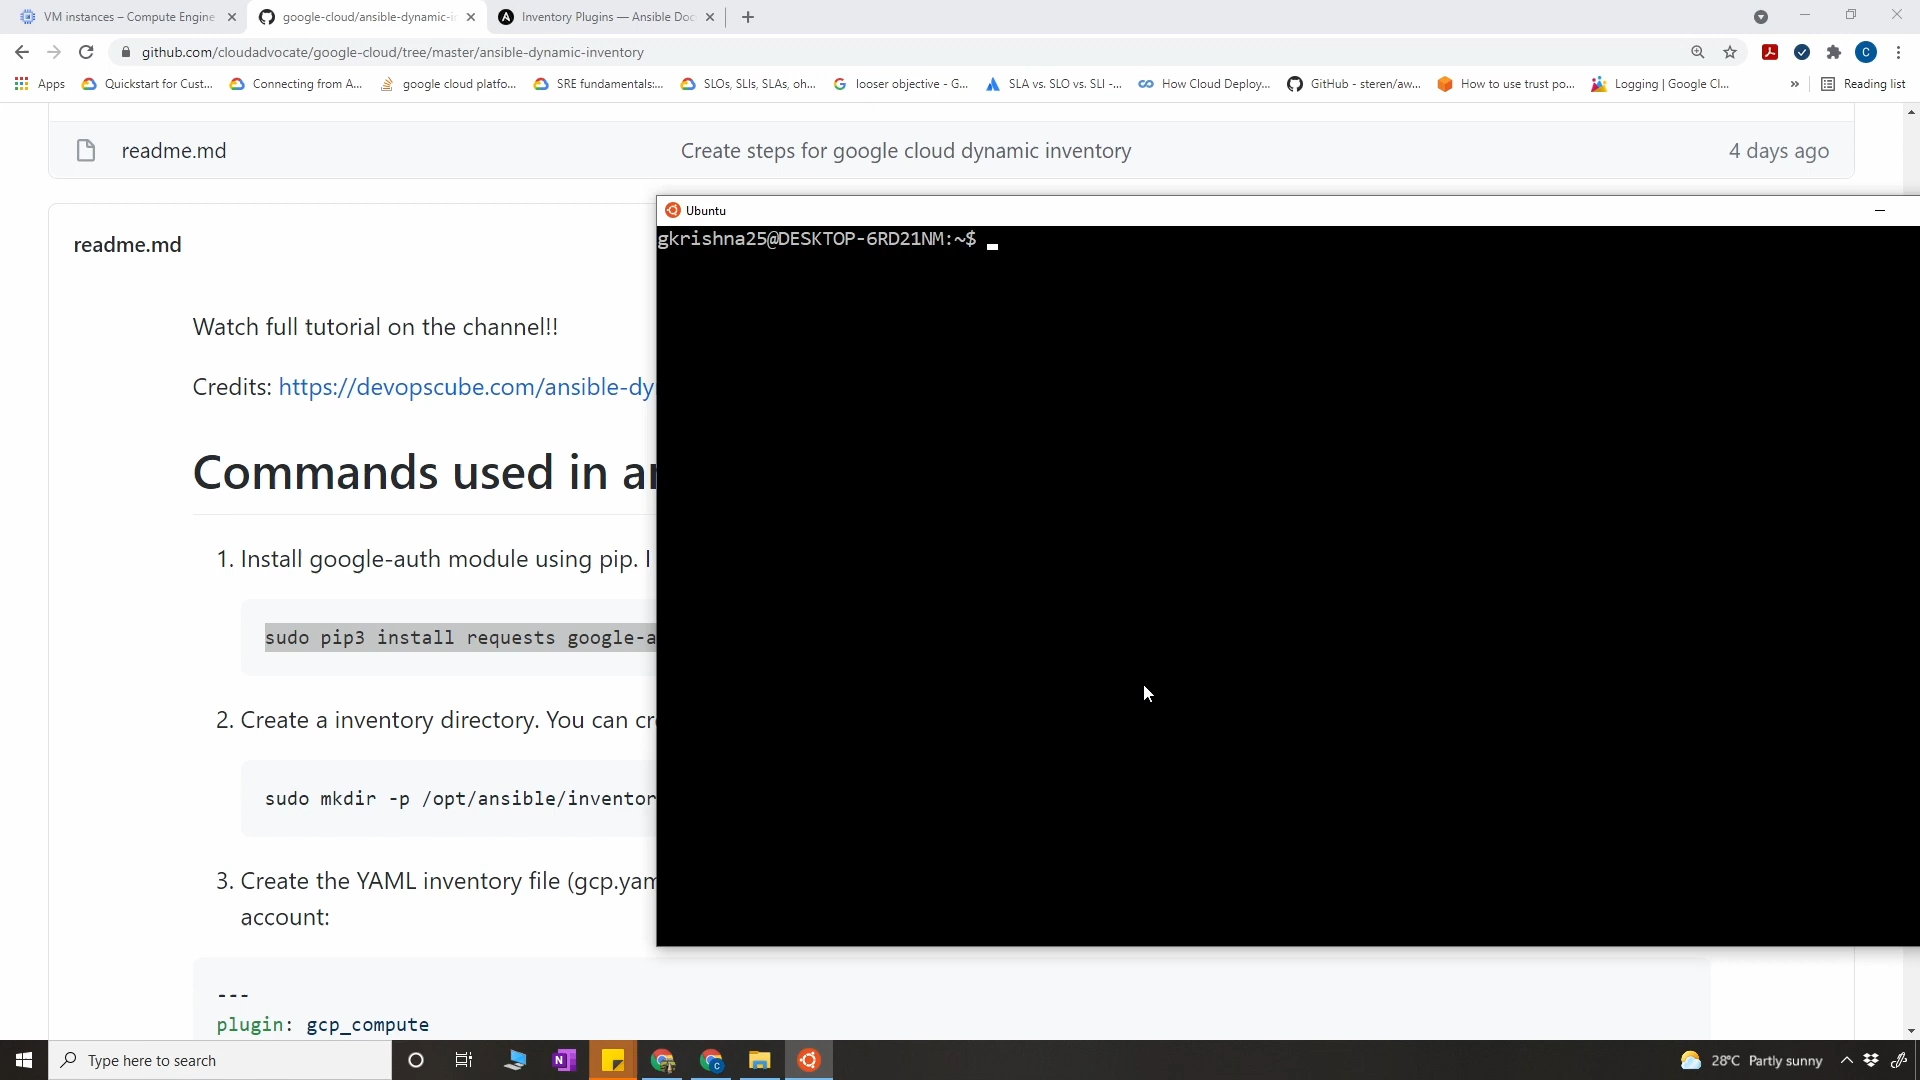 VM instances – Compute Engine
google-cloud/ansible-dynamic-in
Inventory Plugins — Ansible Doc
github.com/cloudadvocate/google-cloud/tree/master/ansible-dynamic-inventory
C
Apps
Quickstart for Cust...
Connecting from A...
google cloud platfo...
SRE fundamentals:...
SLOs, SLIs, SLAs, oh...
looser objective - G...
SLA vs. SLO vs. SLI -...
How Cloud Deploy...
GitHub - steren/aw...
How to use trust po...
Logging | Google Cl...
»
Reading list
readme.md
Create steps for google cloud dynamic inventory
4 days ago
Ubuntu
gkrishna25@DESKTOP-6RD21NM:~$
readme.md
Watch full tutorial on the channel!!
Credits: https://devopscube.com/ansible-dy
Commands used in an
1. Install google-auth module using pip. I
sudo pip3 install requests google-a
2. Create a inventory directory. You can cre
sudo mkdir -p /opt/ansible/inventor
3. Create the YAML inventory file (gcp.yam
account:
---
plugin: gcp_compute
Type here to search
28°C Partly sunny